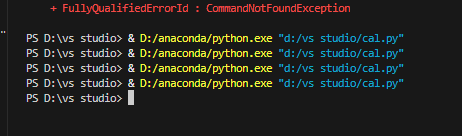 + FullyQualifiedErrorId : CommandNotFoundException
PS D:\vs studio> & D:/anaconda/python.exe "d:/vs studio/cal.py"
PS D:\vs studio> & D:/anaconda/python.exe "d:/vs studio/cal.py"
PS D:\vs studio> & D:/anaconda/python.exe "d:/vs studio/cal.py"
PS D:\vs studio> & D:/anaconda/python.exe "d:/vs studio/cal.py"
PS D:\vs studio>